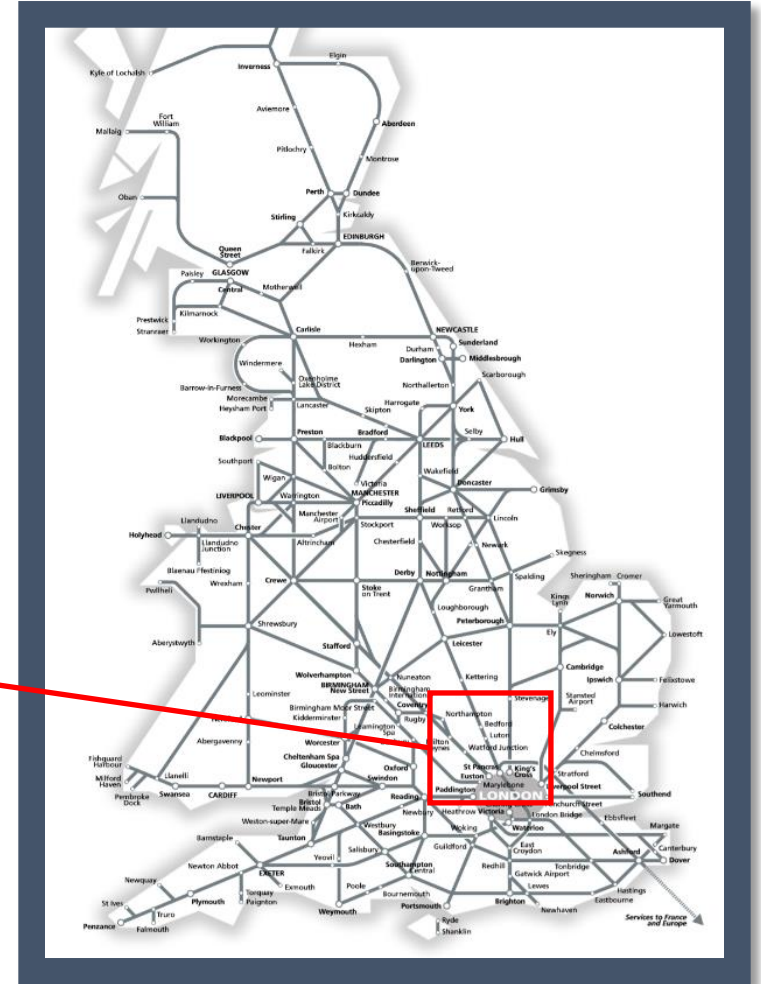 Elgin
Inverness
Kyle of Lochalsh
Aviemore
Fort
William
Aberdeen
Mallaig
Pitlochry
Montrose
Perth
Dundee
Oban
Stirling
Kirkcaldy
EDINBURGH
Queen
Street
Falkirk
Berwick-
upon-Tweed
Paisley
GLASGOW
Central
Motherwell
Prestwick
Kilmarnock
Stranraer
Carlisle
NEWCASTLE
Workington
Hexham
Sunderland
Durham
Darlington
Middlesbrough
Windermere
Scarborough
Oxenholme
Lake District
Barrow-in-Furness
Northallerton
Morecambe
Lancaster
Harrogate
Heysham Port
Skipton
York
Blackpool
Preston
Bradford
Selby
Blackburn
LEEDS
Hull
Southport
Huddersfield
Bolton
Wakefield
Wigan
Victoria
Doncaster
LIVERPOOL
Warrington
MANCHESTER
Piccadilly
Grimsby
Manchester
Airport
Sheffield
Retford
Llandudno
Stockport
Worksop
Lincoln
Holyhead
Chester
Llandudno
Junction
Altrincham
Chesterfield
Newark
Skegness
Blaenau Ffestiniog
Derby
Nottingham
Spalding
Sheringham
Cromer
Pwllheli
Wrexham
Crewe
Stoke
on Trent
Grantham
Kings
Lynn
Norwich
Great
Yarmouth
Loughborough
Shrewsbury
Peterborough
Aberystwyth
Stafford
Leicester
Ely
Lowestoft
Wolverhampton
Nuneaton
Kettering
Cambridge
BIRMINGHAM
New Street
Birmingham
International
Ipswich
Felixstowe
Leominster
Coventry
Stevenage
Stansted
Airport
Birmingham Moor Street
Northampton
Harwich
Kidderminster
Rugby
Bedford
Leamington
Spa
Luton
Colchester
Abergavenny
Worcester
Watford Junction
Chelmsford
Fishguard
Harbour
Cheltenham Spa
Gloucester
Oxford
St Pancras
King's
Cross
Euston
Stratford
Milford
Haven
Llanelli
Newport
Swindon
Marylebone
Liverpool Street
Pembroke
Dock
Swansea
CARDIFF
Bristol Parkway
Paddington
LONDON
Southend
Bristol
Temple Meads
Bath
Reading
Newbury
Heathrow
Victoria
London Bridge
Ebbsfleet
Weston-super-Mare
Westbury
Basingstoke
Woking
Waterloo
Margate
Barnstaple
Taunton
Salisbury
Guildford
East
Croydon
Canterbury
Yeovil
Redhill
Tonbridge
Ashford
Dover
Newton Abbot
Southampton
Central
Gatwick Airport
Newquay
EXETER
Exmouth
Poole
Lewes
Hastings
St Ives
Torquay
Bournemouth
Eastbourne
Plymouth
Paignton
Weymouth
Portsmouth
Brighton
Newhaven
Truro
Ryde
Services to France
and Europe
Penzance
Falmouth
Shanklin